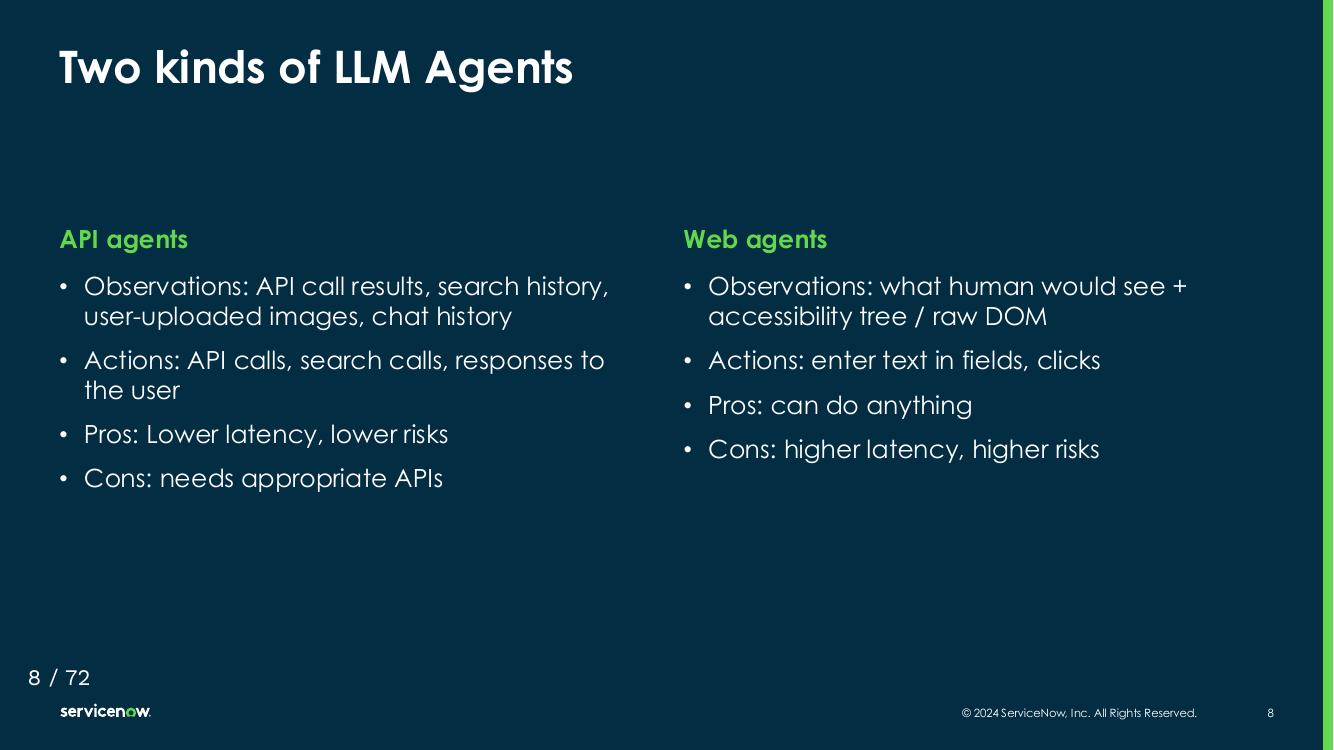 Two kinds of LLM Agents
API agents
• Observations: API call results, search history,
user-uploaded images, chat history
• Actions: API calls, search calls, responses to
the user
• Pros: Lower latency, lower risks
• Cons: needs appropriate APIs
Web agents
• Observations: what human would see +
accessibility tree / raw DOM
• Actions: enter text in fields, clicks
• Pros: can do anything
• Cons: higher latency, higher risks
8 / 72
servicenow.
© 2024 ServiceNow, Inc. All Rights Reserved.
8